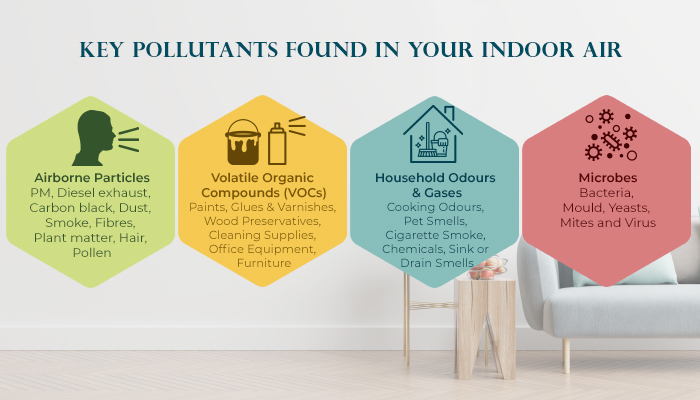 KEY POLLUTANTS FOUND IN YOUR INDOOR AIR
Airborne Particles
PM, Diesel exhaust,
Carbon black, Dust,
Smoke, Fibres,
Plant matter, Hair,
Pollen
Volatile Organic
Compounds (VOCs)
Paints, Glues & Varnishes,
Wood Preservatives,
Cleaning Supplies,
Office Equipment,
Furniture
Household Odours
& Gases
Cooking Odours,
Pet Smells,
Cigarette Smoke,
Chemicals, Sink or
Drain Smells
Microbes
Bacteria,
Mould, Yeasts,
Mites and Virus